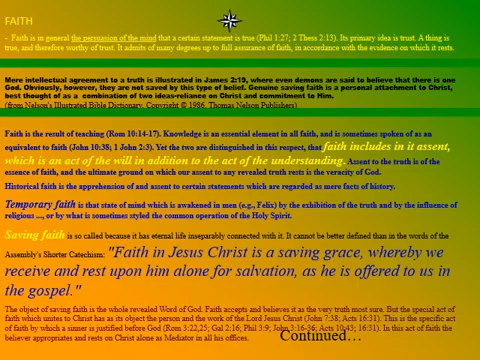 FAITH
- Faith is in general the persuasion of the mind that a certain statement is true (Phil 1:27; 2 Thess 2:13). Its primary idea is trust. A thing is
true, and therefore worthy of trust. It admits of many degrees up to full assurance of faith, in accordance with the evidence on which it rests.
Mere intellectual agreement to a truth is illustrated in James 2:19, where even demons are said to believe that there is one
God. Obviously, however, they are not saved by this type of belief. Genuine saving faith is a personal attachment to Christ,
best thought of as a combination of two ideas-reliance on Christ and commitment to Him.
(from Nelson's Illustrated Bible Dictionary, Copyright © 1986, Thomas Nelson Publishers)
Faith is the result of teaching (Rom 10:14-17). Knowledge is an essential element in all faith, and is sometimes spoken of as an
equivalent to faith (John 10:38; 1 John 2:3). Yet the two are distinguished in this respect, that faith includes in it assent,
which is an act of the will in addition to the act of the understanding. Assent to the truth is of the
essence of faith, and the ultimate ground on which our assent to any revealed truth rests is the veracity of God.
Historical faith is the apprehension of and assent to certain statements which are regarded as mere facts of history.
Temporary faith is that state of mind which is awakened in men (e.g., Felix) by the exhibition of the truth and by the influence of
religious ..., or by what is sometimes styled the common operation of the Holy Spirit.
Saving faith is so called because it has eternal life inseparably connected with it. It cannot be better defined than in the words of the
Assembly's Shorter Catechism: "Faith in Jesus Christ is a saving grace, whereby we
receive and rest upon him alone for salvation, as he is offered to us in
the gospel."
The object of saving faith is the whole revealed Word of God. Faith accepts and believes it as the very truth most sure. But the special act of
faith which unites to Christ has as its object the person and the work of the Lord Jesus Christ (John 7:38; Acts 16:31). This is the specific act
of faith by which a sinner is justified before God (Rom 3:22,25; Gal 2:16; Phil 3:9; John 3:16-36; Acts 10:43; 16:31). In this act of faith the
believer appropriates and rests on Christ alone as Mediator in all his offices.
Continued…